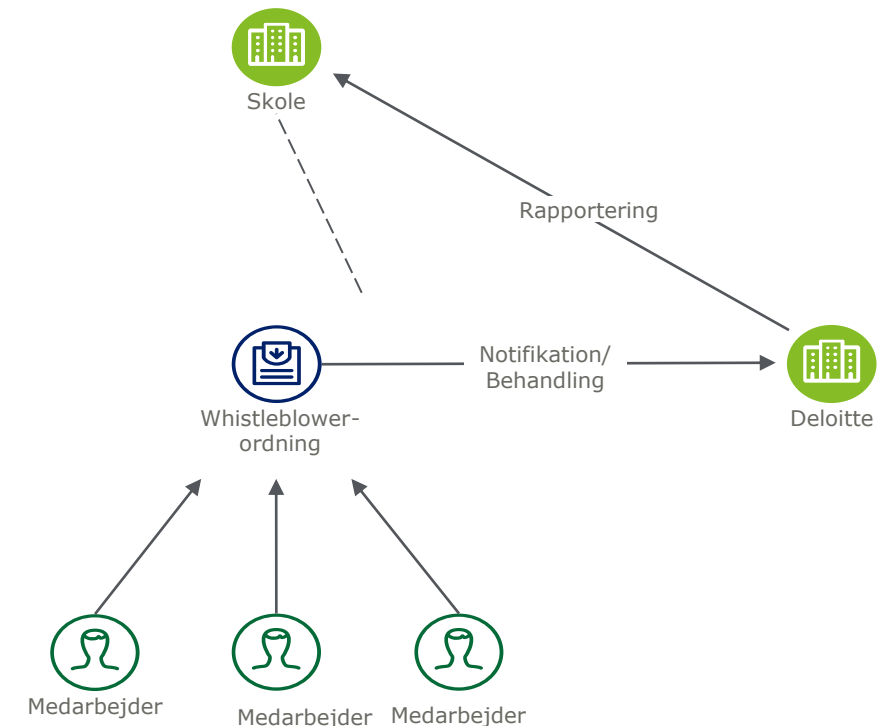 Skole
Rapportering
Notifikation/
Behandling
Whistleblower-
ordning
Deloitte
Medarbejder
Medarbejder
Medarbejder